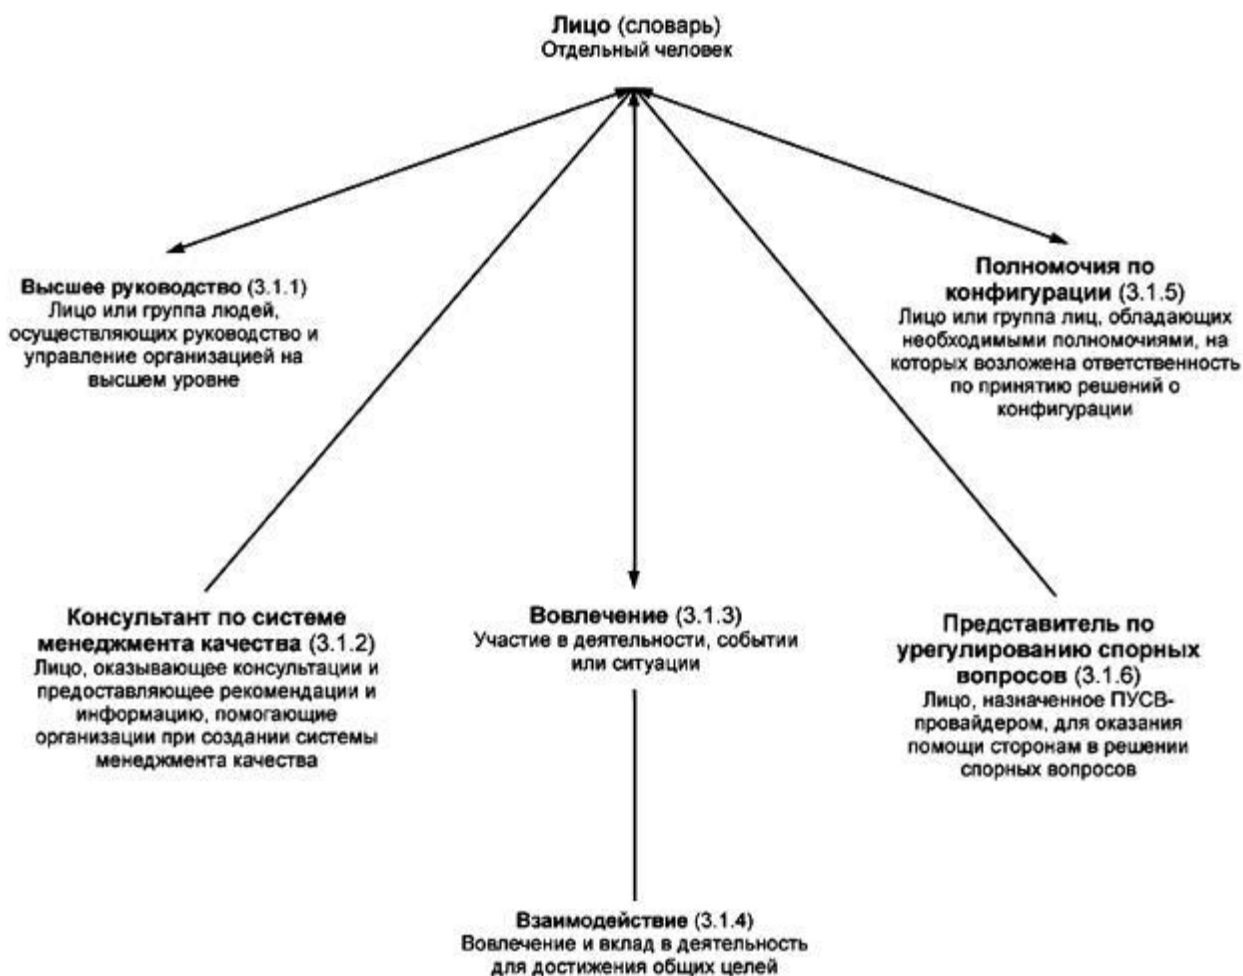 Лицо (словарь)
Отдельный человек
Высшее руководство (3.1.1)
Лицо или группа людей,
осуществляющих руководство и
управление организацией на
высшем уровне
Полномочия по
конфигурации (3.1.5)
Лицо или группа лиц, обладающих
необходимыми полномочиями, на
которых возложена ответственность
по принятию решений о
конфигурации
Консультант по системе
менеджмента качества (3.1.2)
Лицо, оказывающее консультации и
предоставляющее рекомендации и
информацию, помогающие
организации при создании системы
менеджмента качества
Вовлечение (3.1.3)
Участие в деятельности, событии
или ситуации
Представитель по
урегулированию спорных
вопросов (3.1.6)
Лицо, назначенное ПУСВ-
провайдером, для оказания
помощи сторонам в решении
спорных вопросов
Взаимодействие (3.1.4)
Вовлечение и вклад в деятельность
для достижения общих целей